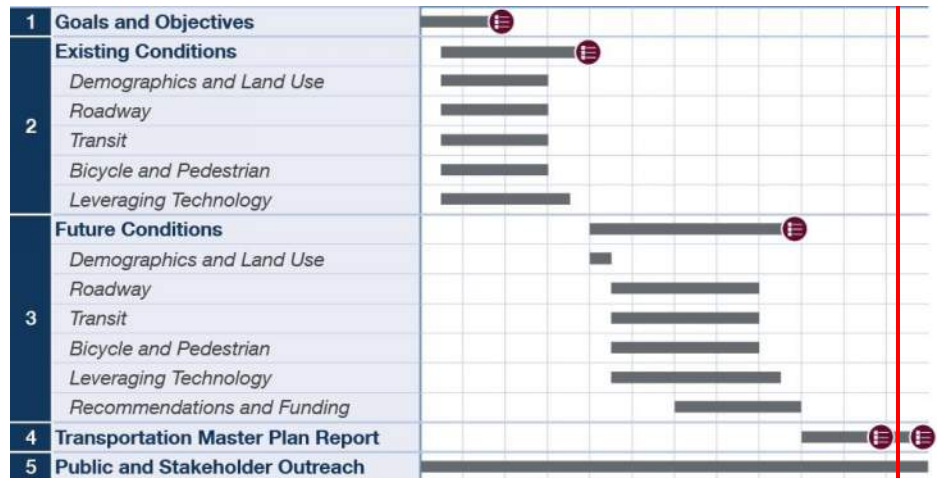 1 Goals and Objectives
Existing Conditions
Demographics and Land Use
Roadway
2
Transit
Bicycle and Pedestrian
Leveraging Technology
Future Conditions
Demographics and Land Use
Roadway
3 Transit
Bicycle and Pedestrian
Leveraging Technology
Recommendations and Funding
4 Transportation Master Plan Report
5 Public and Stakeholder Outreach